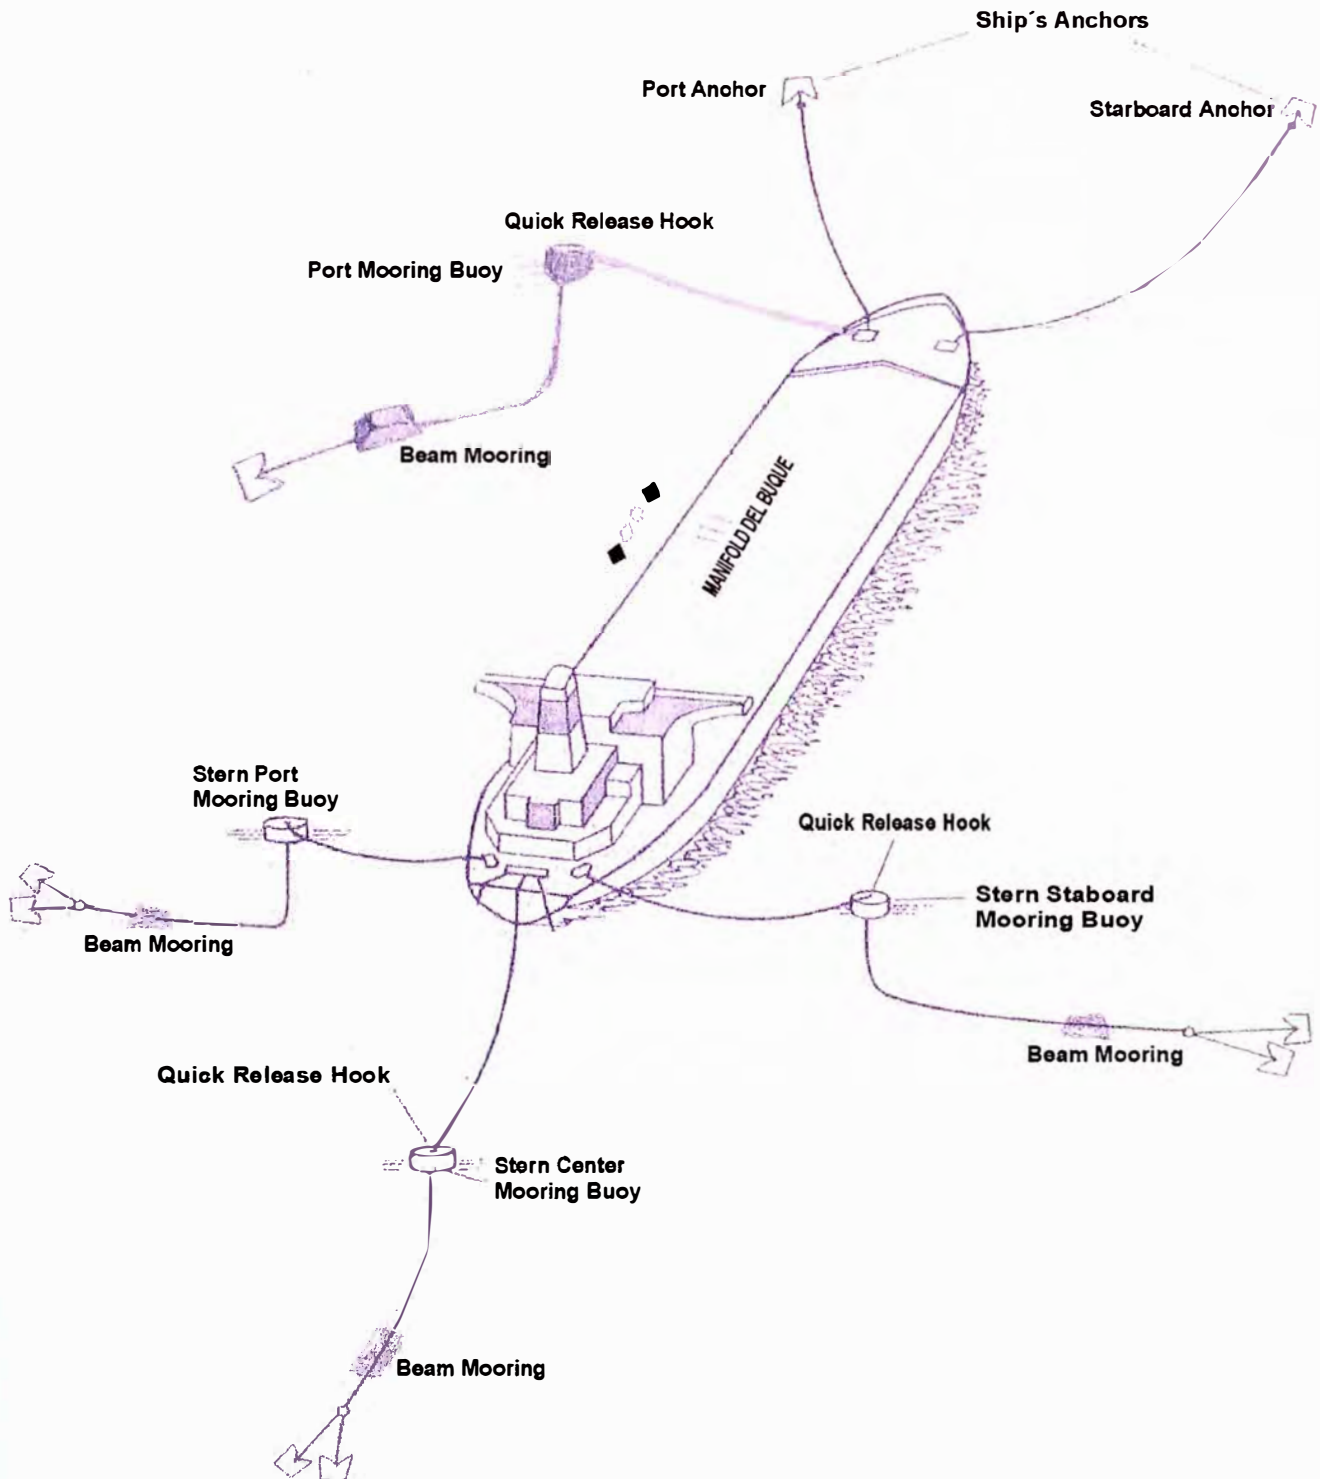 Ship´s Anchors
Port Anchor
Starboard Anchor
Quick Release Hook
Port Mooring Buoy
Beam Mooring
MANIFOLD DEL BUQUE
Stern Port
Mooring Buoy
Quick Release Hook
Stern Staboard
Mooring Buoy
Beam Mooring
Beam Mooring
Quick Release Hook
Stern Center
Mooring Buoy
Beam Mooring